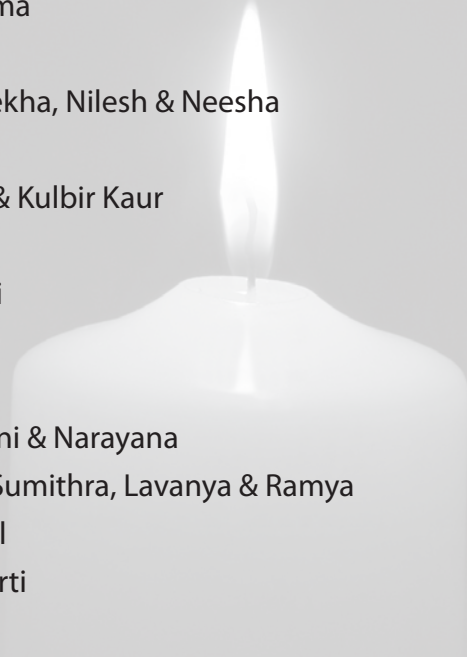 ma
ekha, Nilesh & Neesha
& Kulbir Kaur
i
ni & Narayana
Sumithra, Lavanya & Ramya
l
rti